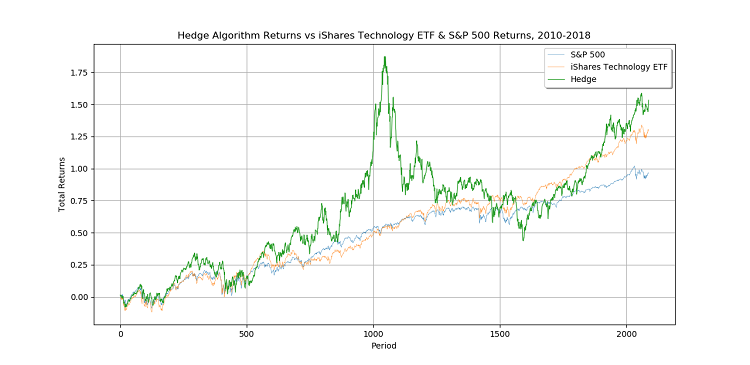 Hedge Algorithm Returns vs iShares Technology ETF & S&P 500 Returns, 2010-2018
S&P 500
iShares Technology ETF
Hedge
Total Returns
1.75
1.50
1.25
1.00
0.75
0.50
0.25
0.00
0
500
1000
1500
2000
Period